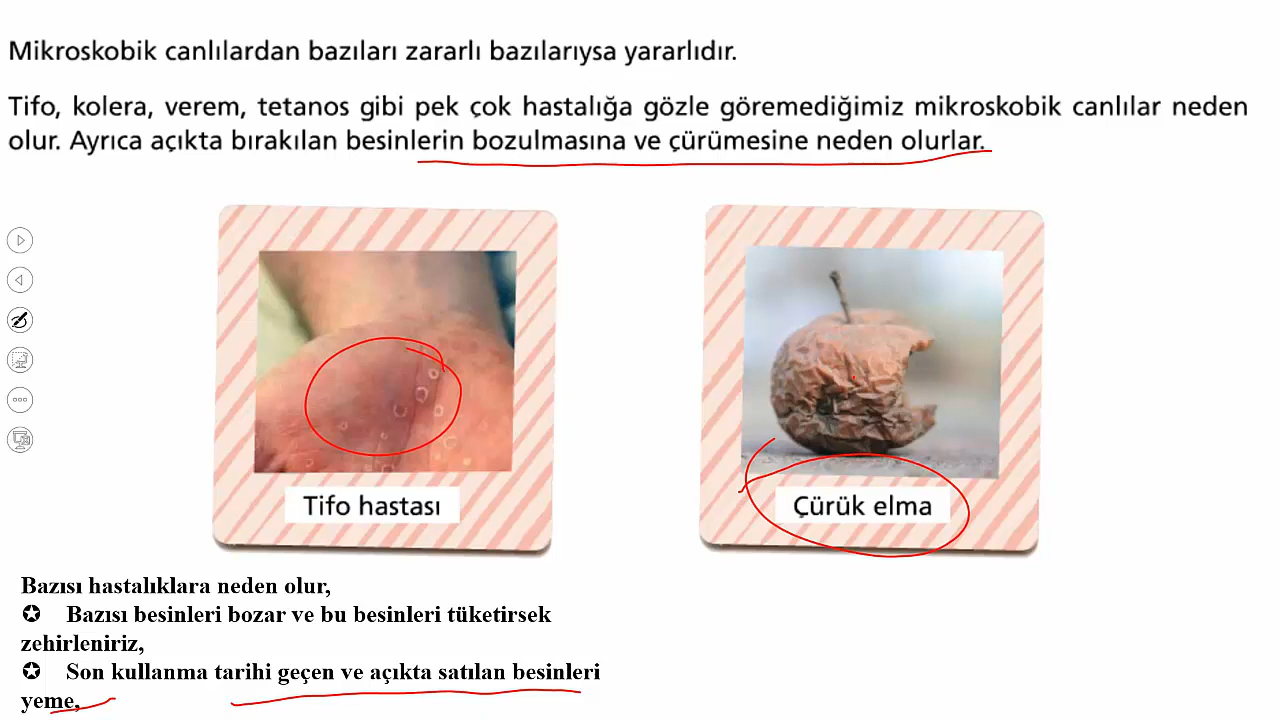 Mikroskobik canlılardan bazıları zararlı bazılarıysa yararlıdır.
Tifo, kolera, verem, tetanos gibi pek çok hastalığa gözle göremediğimiz mikroskobik canlılar neden
olur. Ayrıca açıkta bırakılan besinlerin bozulmasına ve çürümesine neden olurlar.
Tifo hastası
Çürük elma
Bazısı hastalıklara neden olur,
✪ Bazısı besinleri bozar ve bu besinleri tüketirsek
zehirleniriz,
✪ Son kullanma tarihi geçen ve açıkta satılan besinleri
yeme,